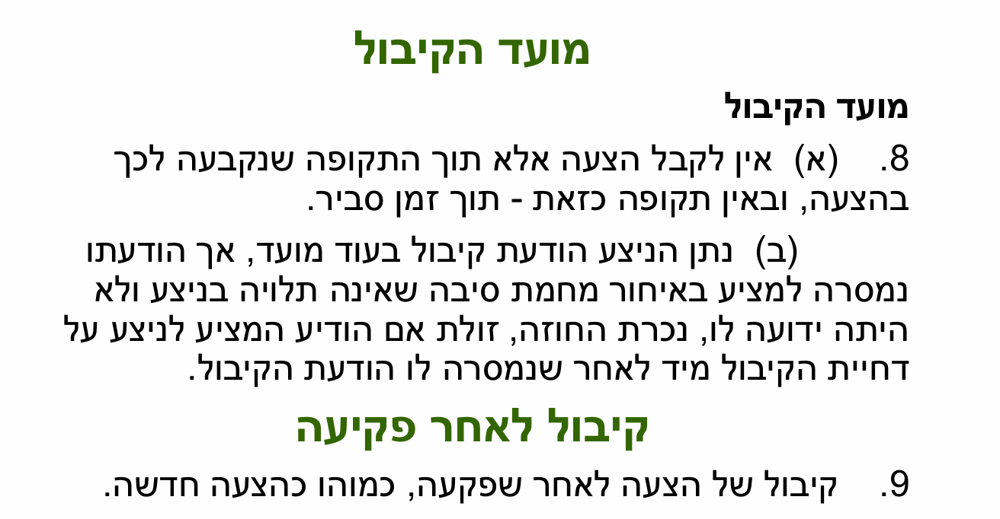 מועד הקיבול
מועד הקיבול
8. (א) אין לקבל הצעה אלא תוך התקופה שנקבעה לכך
בהצעה, ובאין תקופה כזאת - תוך זמן סביר.
(ב) נתן הניצע הודעת קיבול בעוד מועד, אך הודעתו
נמסרה למציע באיחור מחמת סיבה שאינה תלויה בניצע ולא
היתה ידועה לו, נכרת החוזה, זולת אם הודיע המציע לניצע על
דחיית הקיבול מיד לאחר שנמסרה לו הודעת הקיבול.
קיבול לאחר פקיעה
9. קיבול של הצעה לאחר שפקעה, כמוהו כהצעה חדשה.